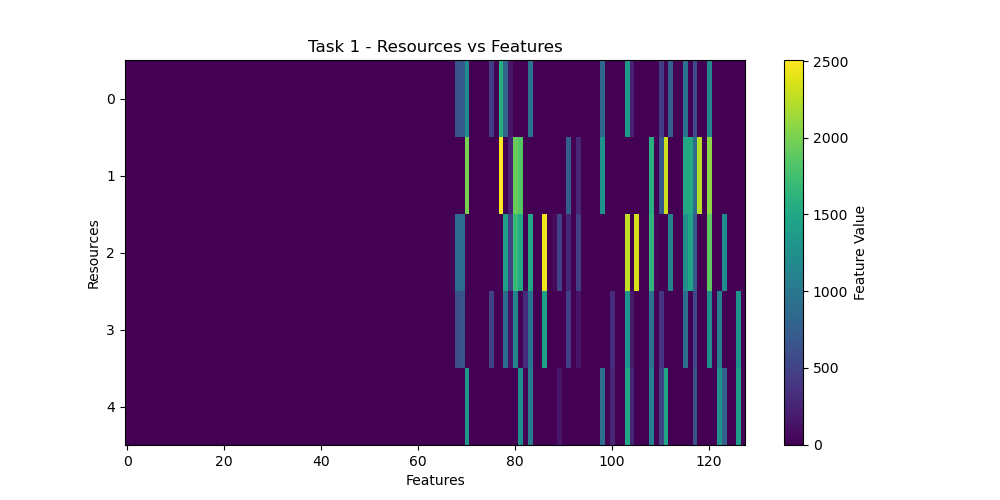 Task 1 - Resources vs Features
0
1
2
3
4
Resources
0 20 40 60 80 100 120
Features
2500
2000
1500
1000
500
0
Feature Value